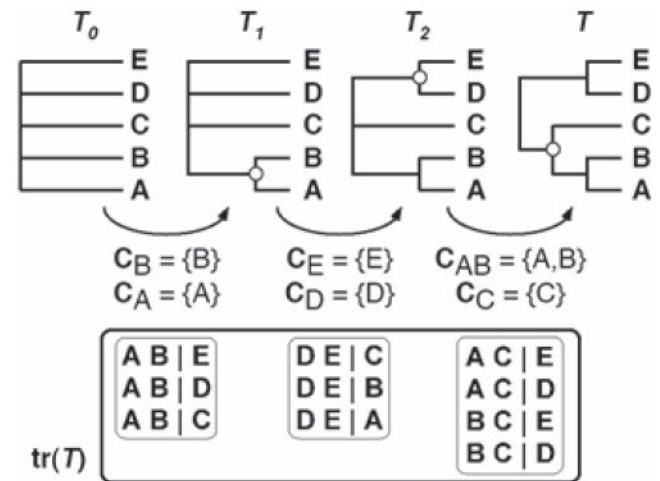 T0 T1 T2 T
E E E E
D D D D
C C C C
B B B B
A A A A
CB = {B} CE = {E} CAB = {A,B}
CA = {A} CD = {D} CC = {C}
A B | E D E | C A C | E
A B | D D E | B A C | D
A B | C D E | A B C | E
B C | D
tr(T)